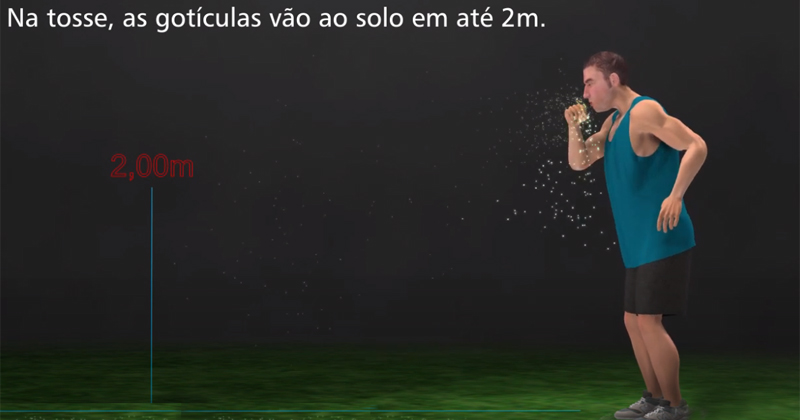 Na tosse, as gotículas vão ao solo em até 2m.
2,00m